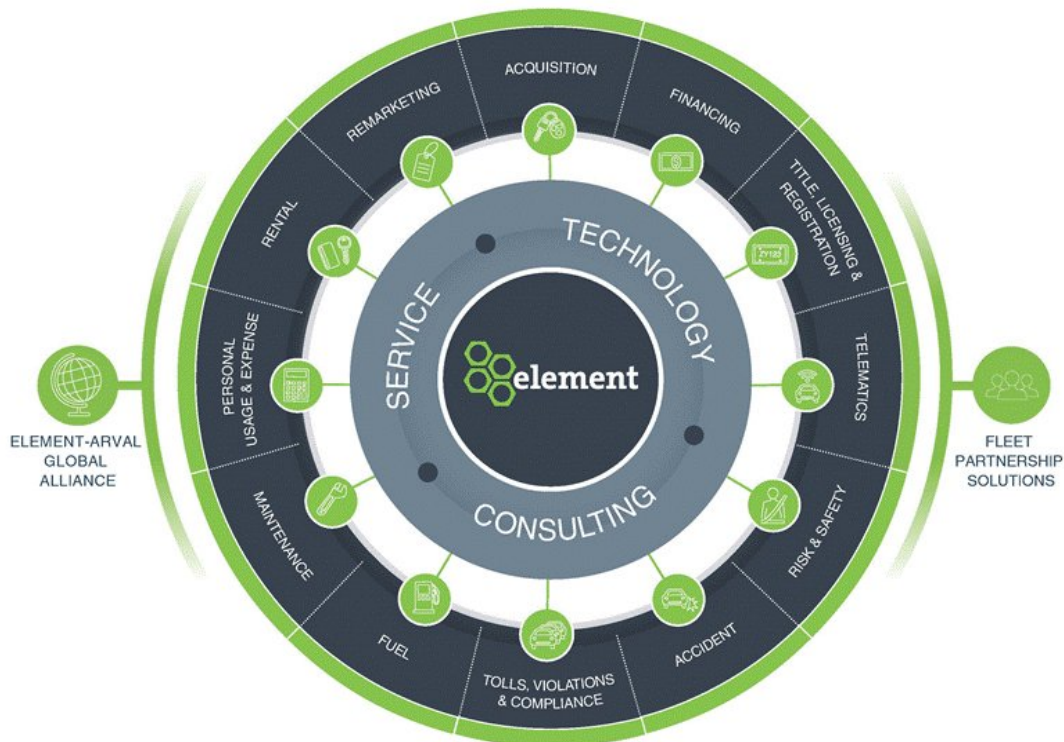 ACQUISITION
FINANCING
TITLE, LICENSING &
REGISTRATION
TELEMATICS
RISK & SAFETY
ACCIDENT
TOLLS, VIOLATIONS
& COMPLIANCE
FUEL
MAINTENANCE
PERSONAL
USAGE & EXPENSE
RENTAL
REMARKETING
ZY123
SERVICE
TECHNOLOGY
CONSULTING
element
ELEMENT-ARVAL
GLOBAL
ALLIANCE
FLEET
PARTNERSHIP
SOLUTIONS